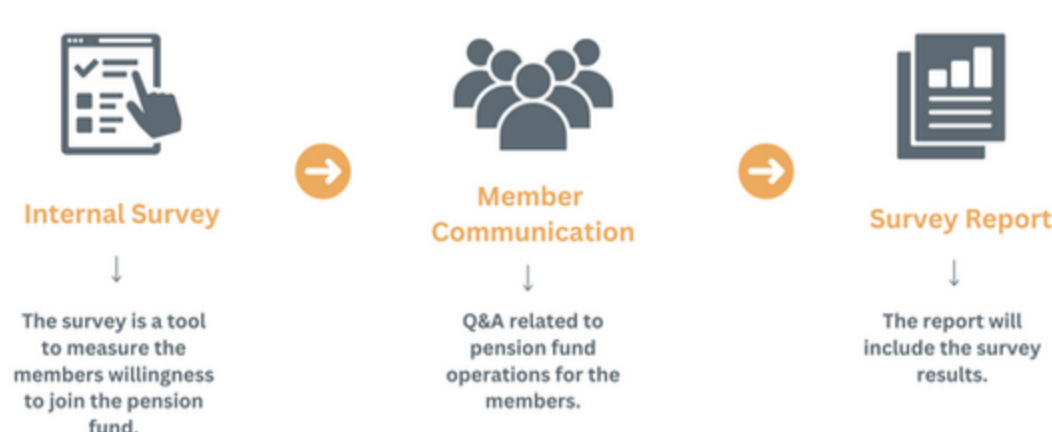 Internal Survey
The survey is a tool
to measure the
members willingness
to join the pension
fund.
Member
Communication
Q&A related to
pension fund
operations for the
members.
Survey Report
The report will
include the survey
results.